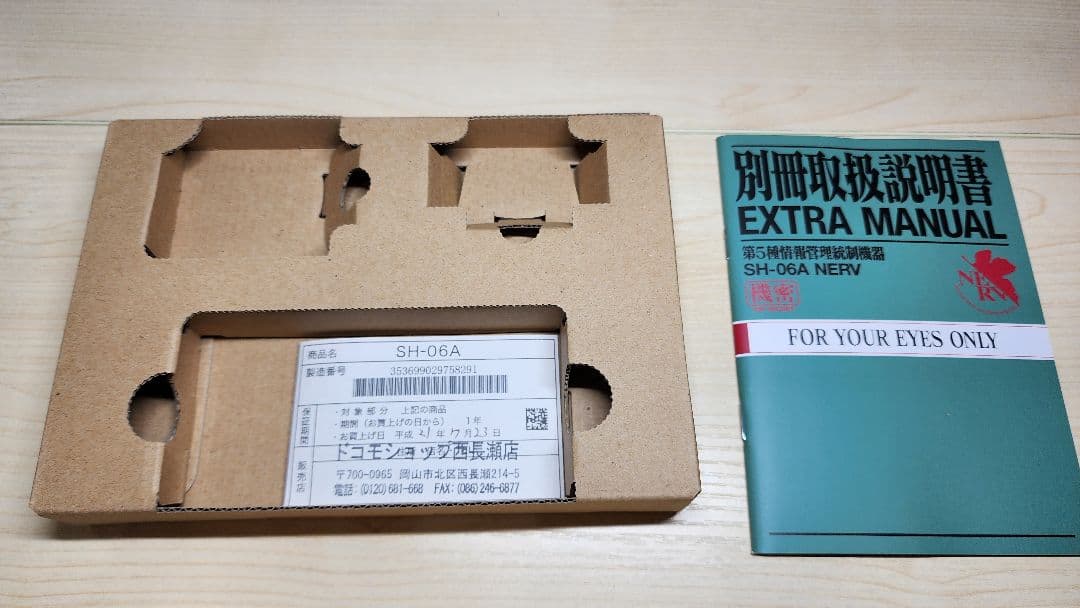 商品名 SH-06A
製造番号 353699029758291
保証期間
・対象部分 上記の商品
・期間(お買上げの日から) 1年
・お買上げ日 平成21年7月23日
販売店
ドコモショップ西長瀬店
〒700-0965 岡山市北区西長瀬214-5
電話:(0120)681-668 FAX:(086)246-6877
別冊取扱説明書
EXTRA MANUAL
第5種情報管理統制機器
SH-06A NERV
機密
NERV
FOR YOUR EYES ONLY